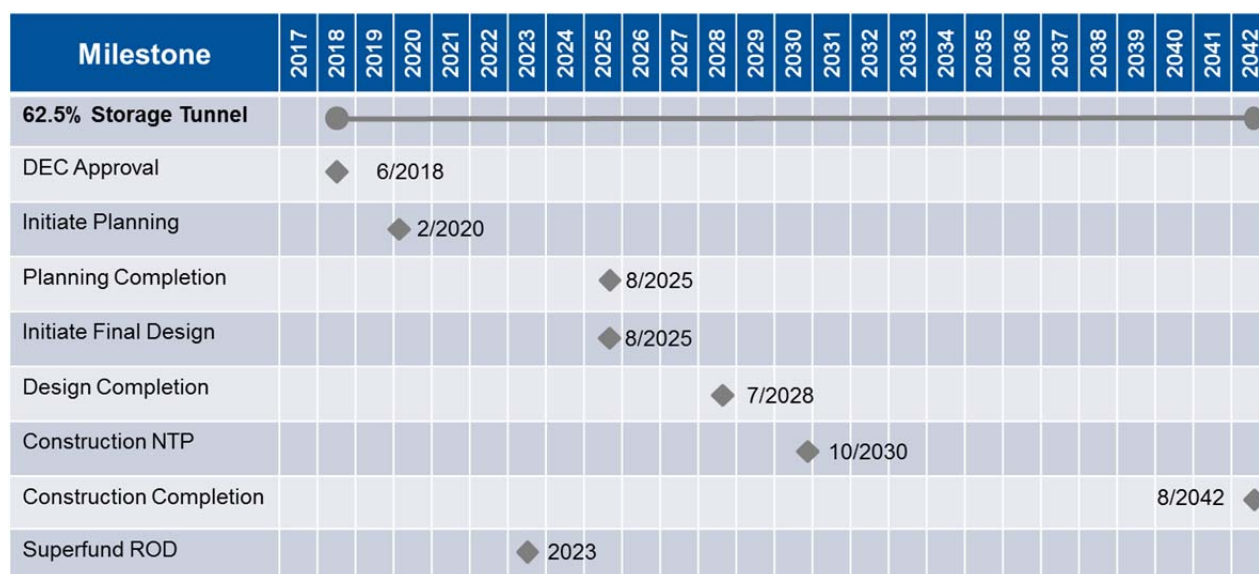 Milestone 2017 2018 2019 2020 2021 2022 2023 2024 2025 2026 2027 2028 2029 2030 2031 2032 2033 2034 2035 2036 2037 2038 2039 2040 2041 2042
62.5% Storage Tunnel
DEC Approval 6/2018
Initiate Planning 2/2020
Planning Completion 8/2025
Initiate Final Design 8/2025
Design Completion 7/2028
Construction NTP 10/2030
Construction Completion 8/2042
Superfund ROD 2023